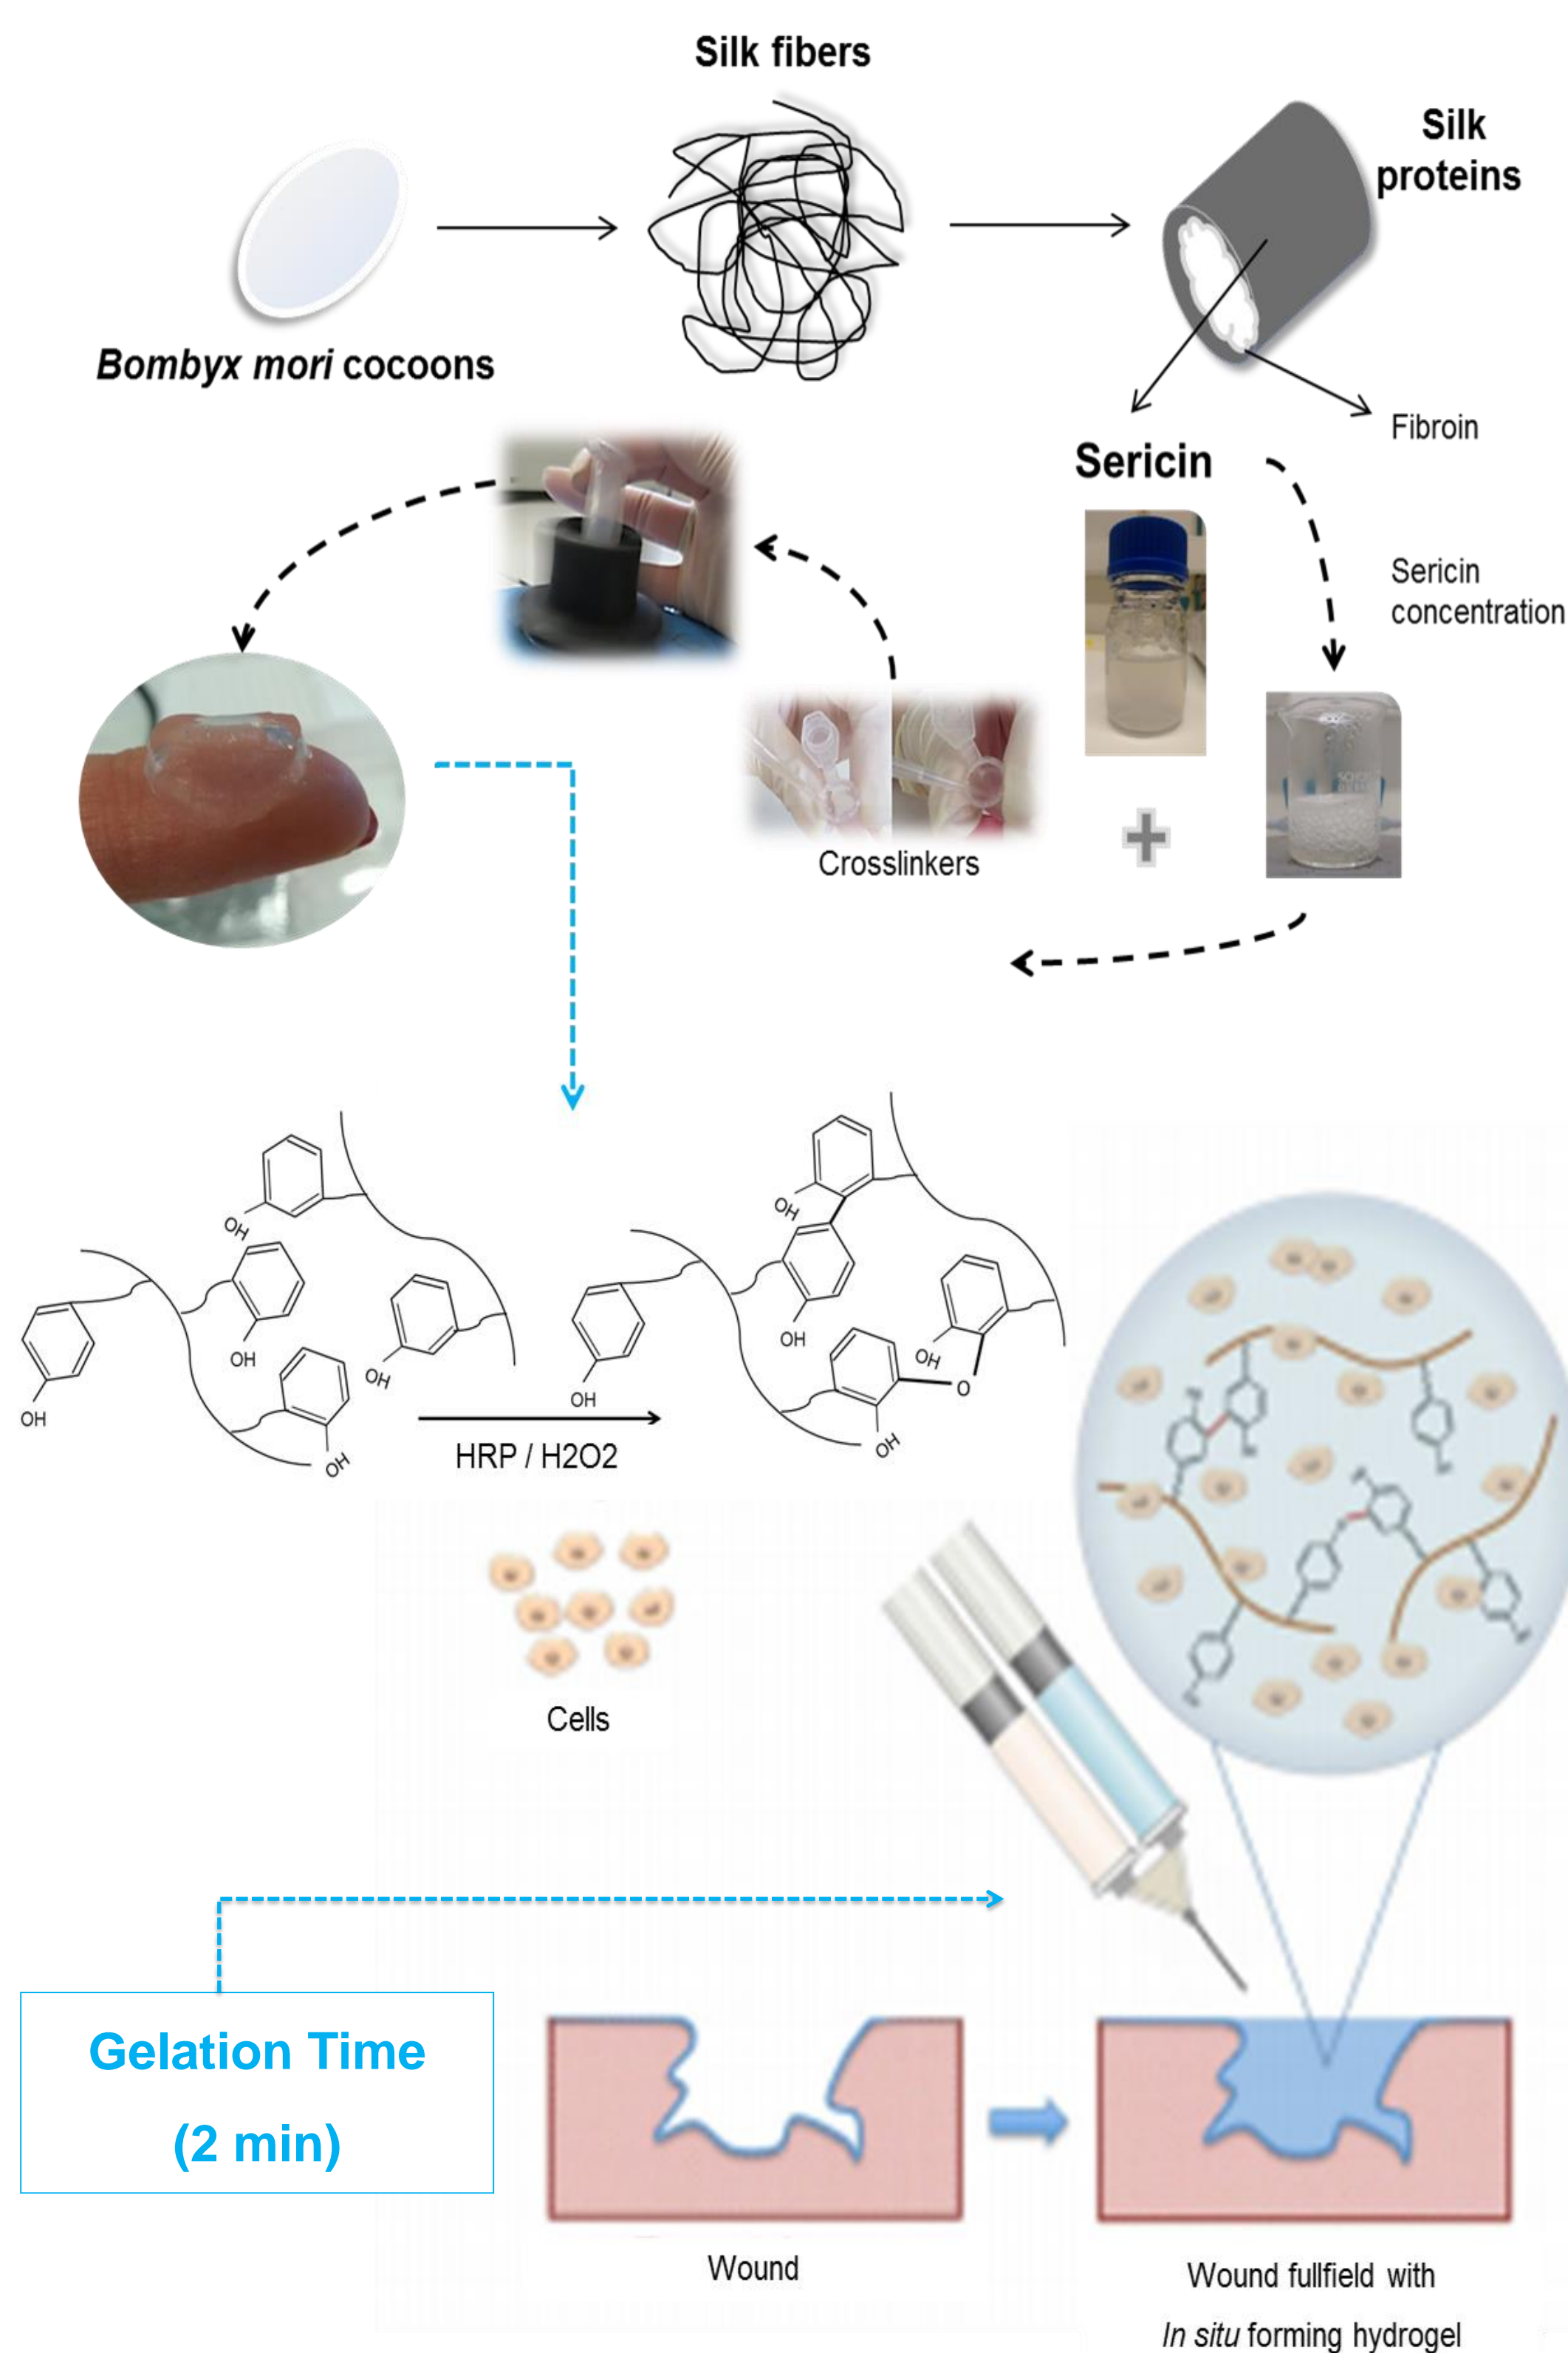 Silk fibers
Silk
proteins
Bombyx mori cocoons
Fibroin
Sericin
Sericin
concentration
Crosslinkers
OH
OH
OH
OH
OH
HRP / H2O2
OH
OH
OH
OH
OH
O
Cells
Gelation Time
(2 min)
Wound
Wound fullfield with
In situ forming hydrogel